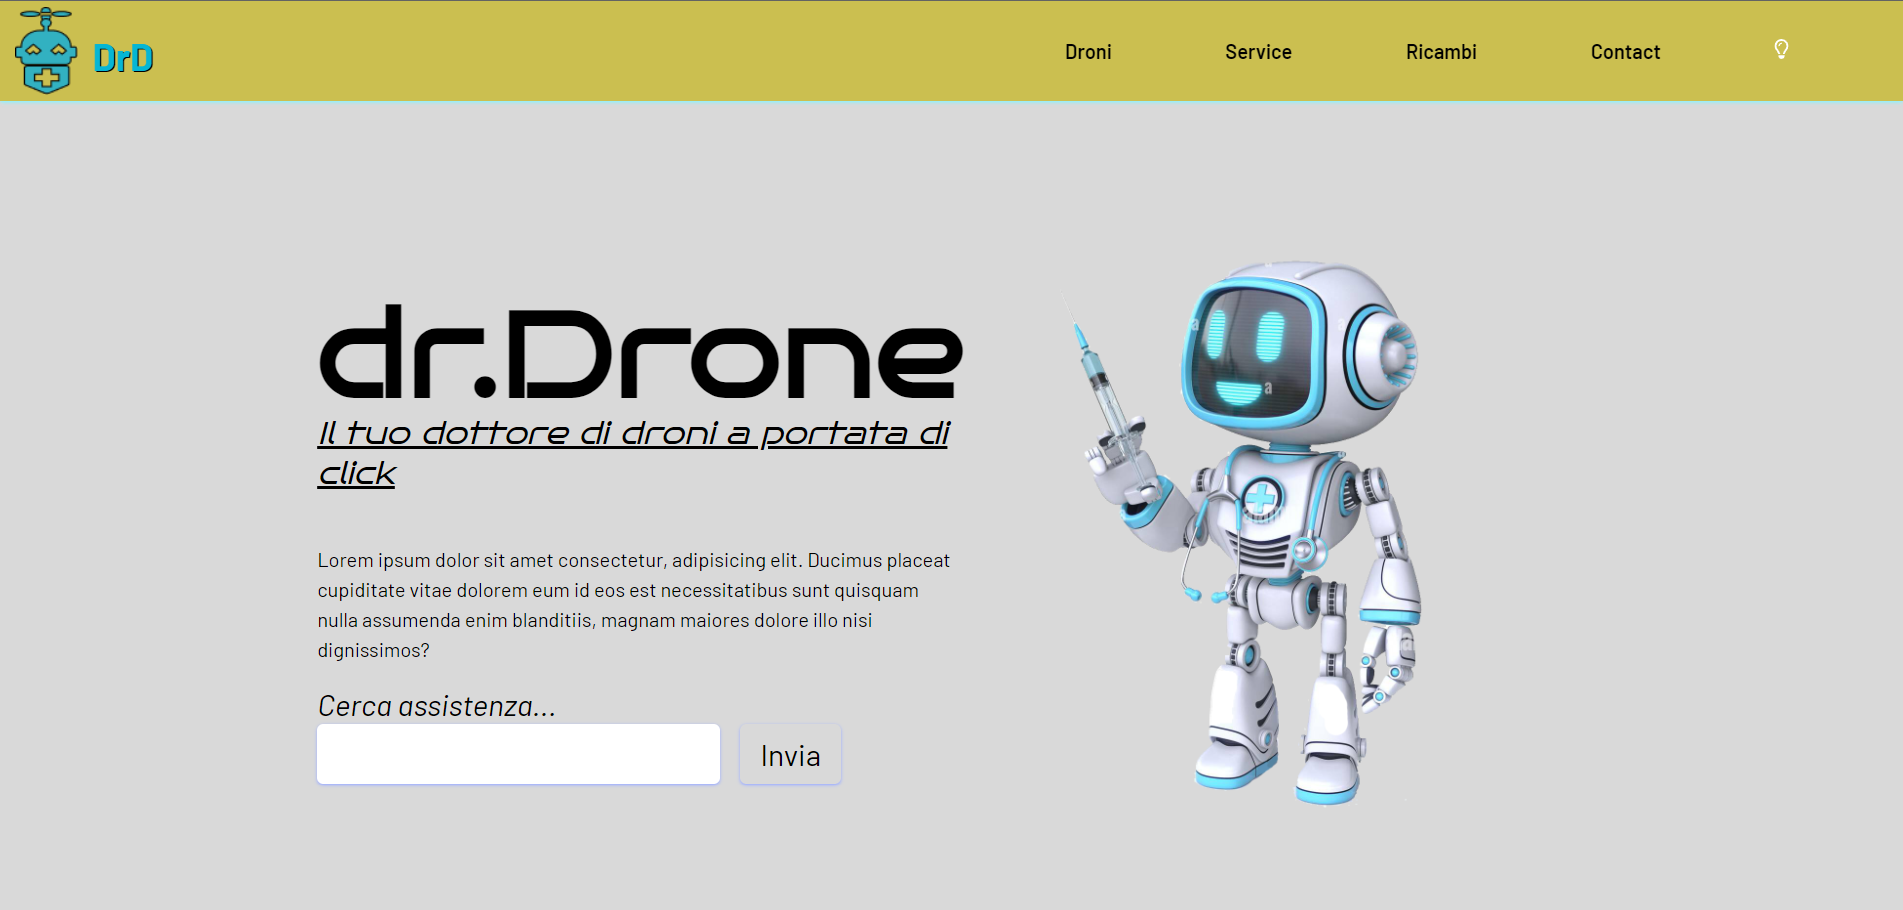 DrD
Droni
Service
Ricambi
Contact
dr.Drone
Il tuo dottore di droni a portata di
click
Lorem ipsum dolor sit amet consectetur, adipisicing elit. Ducimus placeat
cupiditate vitae dolorem eum id eos est necessitatibus sunt quisquam
nulla assumenda enim blanditiis, magnam maiores dolore illo nisi
dignissimos?
Cerca assistenza...
Invia
a
a
a